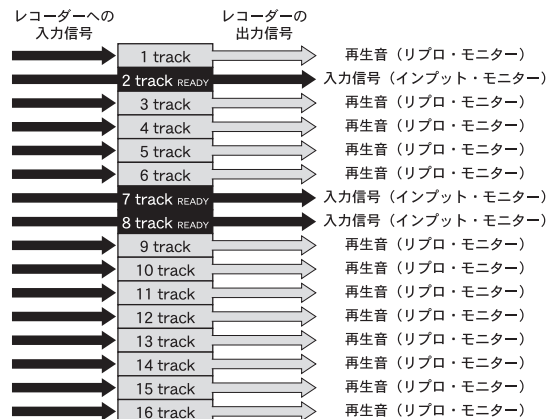 レコーダーへの
入力信号
レコーダーの
出力信号
1 track 再生音（リプロ・モニター）
2 track READY 入力信号（インプット・モニター）
3 track 再生音（リプロ・モニター）
4 track 再生音（リプロ・モニター）
5 track 再生音（リプロ・モニター）
6 track 再生音（リプロ・モニター）
7 track READY 入力信号（インプット・モニター）
8 track READY 入力信号（インプット・モニター）
9 track 再生音（リプロ・モニター）
10 track 再生音（リプロ・モニター）
11 track 再生音（リプロ・モニター）
12 track 再生音（リプロ・モニター）
13 track 再生音（リプロ・モニター）
14 track 再生音（リプロ・モニター）
15 track 再生音（リプロ・モニター）
16 track 再生音（リプロ・モニター）